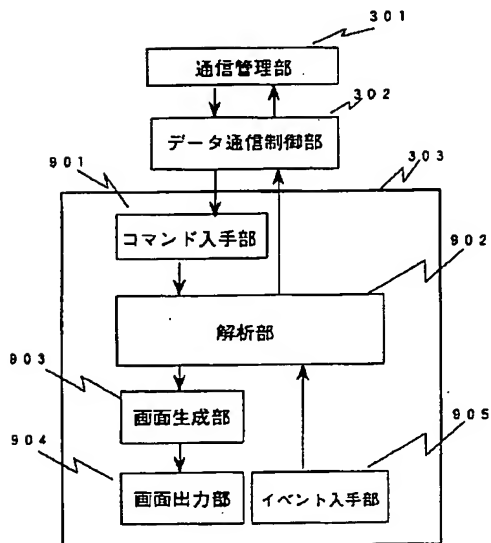 301
通信管理部
302
データ通信制御部
901
303
コマンド入手部
902
解析部
903
画面生成部
904
905
画面出力部
イベント入手部